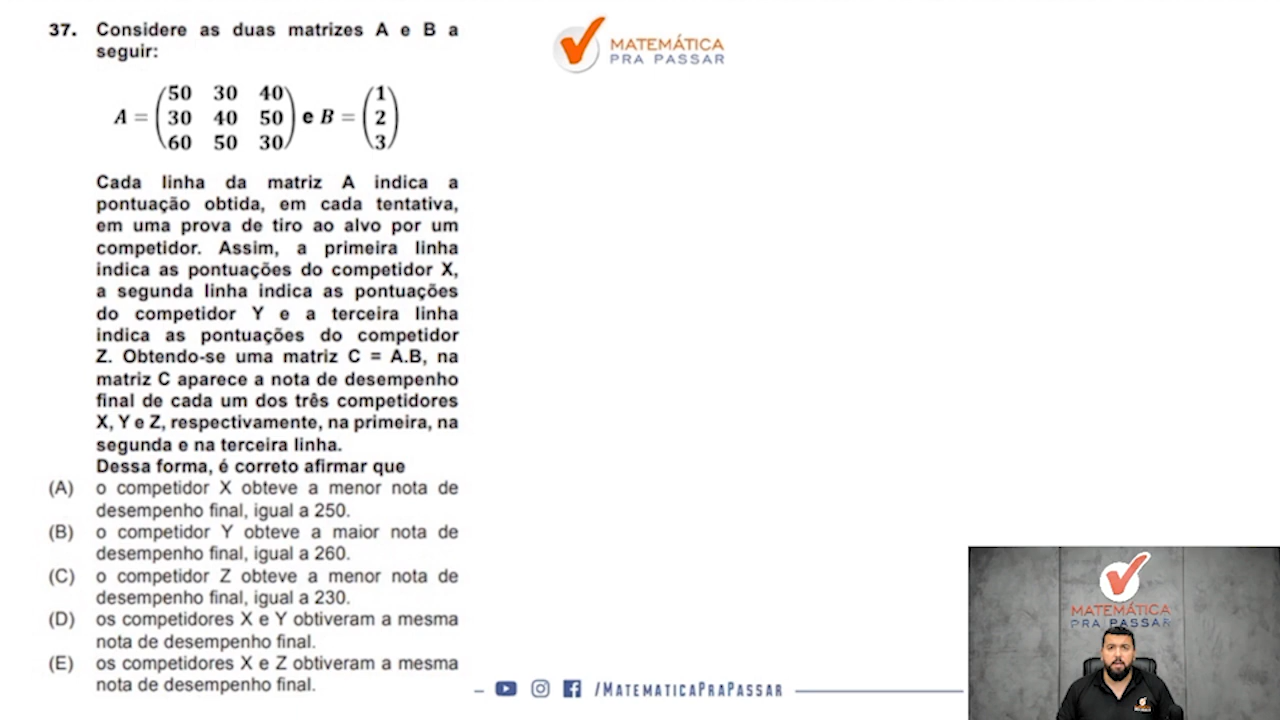 37. Considere as duas matrizes A e B a
seguir:
A = (50 30 40
30 40 50
60 50 30) e B = (1
2
3)
Cada linha da matriz A indica a
pontuação obtida, em cada tentativa,
em uma prova de tiro ao alvo por um
competidor. Assim, a primeira linha
indica as pontuações do competidor X,
a segunda linha indica as pontuações
do competidor Y e a terceira linha
indica as pontuações do competidor
Z. Obtendo-se uma matriz C = A.B, na
matriz C aparece a nota de desempenho
final de cada um dos três competidores
X, Y e Z, respectivamente, na primeira, na
segunda e na terceira linha.
Dessa forma, é correto afirmar que
(A) o competidor X obteve a menor nota de
desempenho final, igual a 250.
(B) o competidor Y obteve a maior nota de
desempenho final, igual a 260.
(C) o competidor Z obteve a menor nota de
desempenho final, igual a 230.
(D) os competidores X e Y obtiveram a mesma
nota de desempenho final.
(E) os competidores X e Z obtiveram a mesma
nota de desempenho final.
MATEMÁTICA
PRA PASSAR
/MATEMATICAPRAPASSAR
MATEMÁTICA
PRA PASSAR